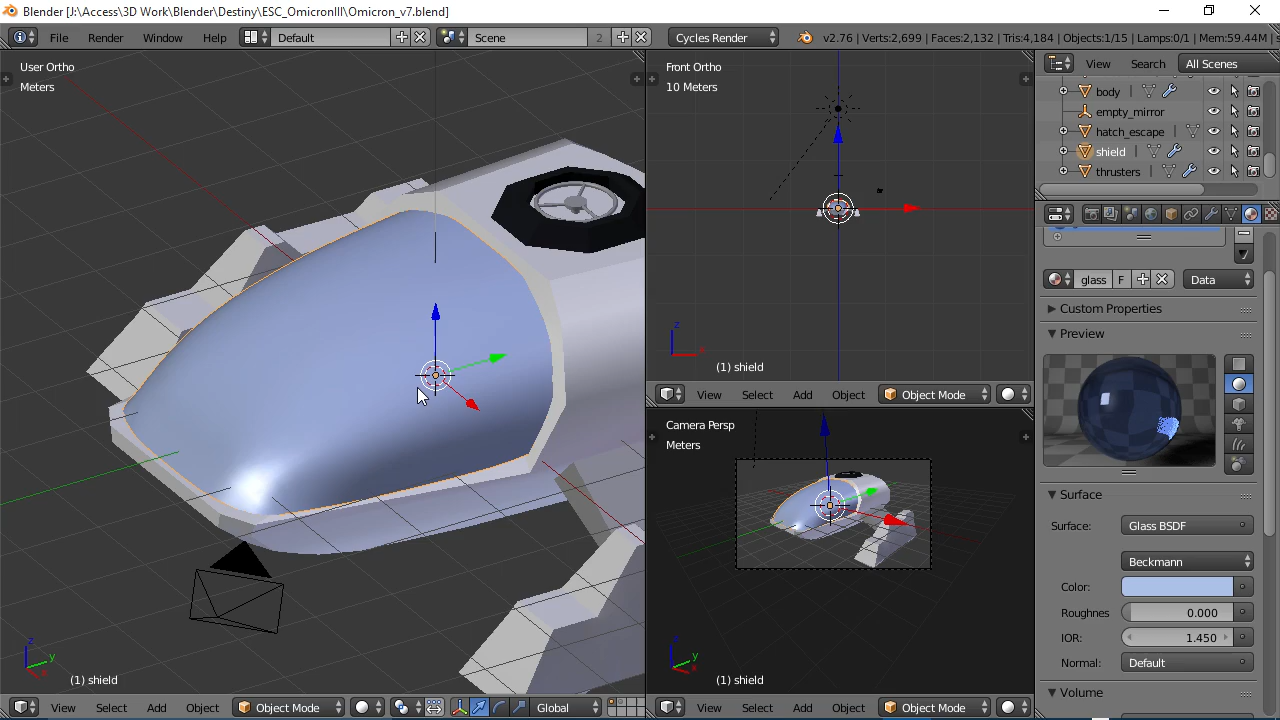 Blender [J:\Access\3D Work\Blender\Destiny\ESC_OmicronIII\Omicron_v7.blend]
File Render Window Help Default Scene 2 Cycles Render v2.76 | Verts:2,699 | Faces:2,132 | Tris:4,184 | Objects:1/15 | Lamps:0/1 | Mem:59.44M | s
User Ortho
Meters
z
y
x
(1) shield
View Select Add Object Object Mode Global
Front Ortho
10 Meters
z
x
(1) shield
View Select Add Object Object Mode
Camera Persp
Meters
z
y
x
(1) shield
View Select Add Object Object Mode
View Search All Scenes
body
empty_mirror
hatch_escape
shield
thrusters
glass F Data
Custom Properties
Preview
Surface
Surface: Glass BSDF
Beckmann
Color:
Roughnes 0.000
IOR: 1.450
Normal: Default
Volume